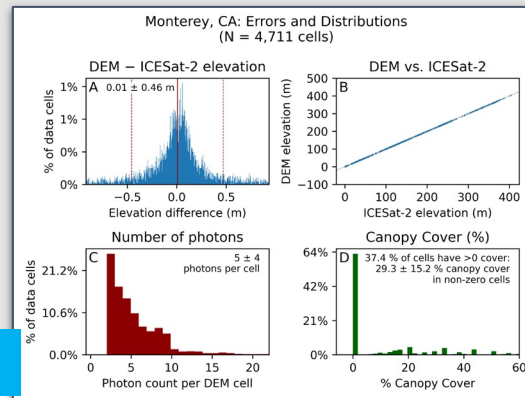 Monterey, CA: Errors and Distributions
(N = 4,711 cells)
DEM − ICESat-2 elevation
A
0.01 ± 0.46 m
1%
1%
0%
0%
% of data cells
−0.5
0.0
0.5
Elevation difference (m)
DEM vs. ICESat-2
B
500
400
300
200
100
0
−100
DEM elevation (m)
0
100
200
300
400
ICESat-2 elevation (m)
Number of photons
C
5 ± 4
photons per cell
21.2%
10.6%
0.0%
% of data cells
0
5
10
15
20
Photon count per DEM cell
Canopy Cover (%)
D
37.4 % of cells have >0 cover:
29.3 ± 15.2 % canopy cover
in non-zero cells
64%
42%
21%
0%
0
20
40
60
% Canopy Cover